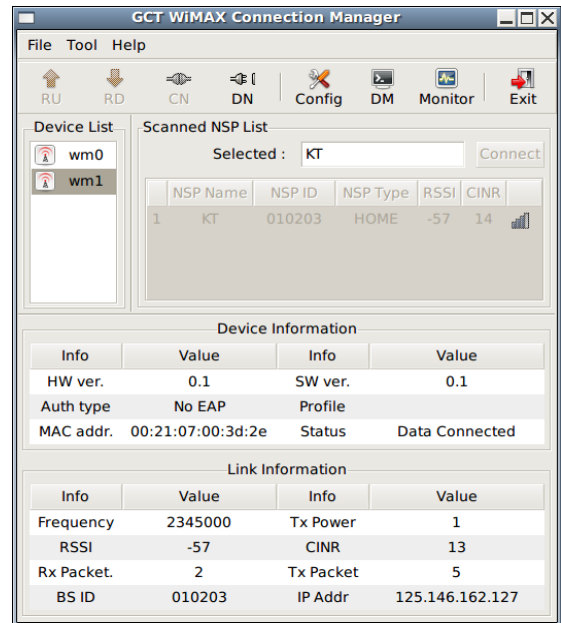 GCT WiMAX Connection Manager
File Tool Help
RU RD CN DN Config DM Monitor Exit
Device List
wm0
wm1
Scanned NSP List
Selected : KT Connect
NSP Name NSP ID NSP Type RSSI CINR
1 KT 010203 HOME -57 14
Device Information
Info Value Info Value
HW ver. 0.1 SW ver. 0.1
Auth type No EAP Profile
MAC addr. 00:21:07:00:3d:2e Status Data Connected
Link Information
Info Value Info Value
Frequency 2345000 Tx Power 1
RSSI -57 CINR 13
Rx Packet. 2 Tx Packet 5
BS ID 010203 IP Addr 125.146.162.127